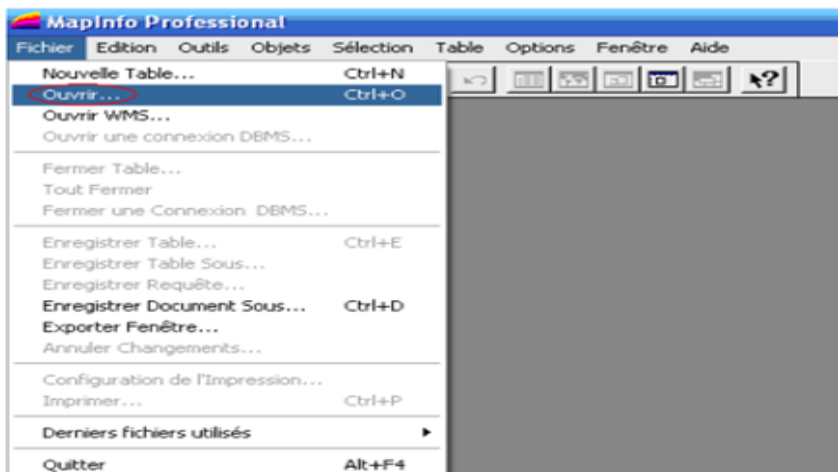 MapInfo Professional
Fichier Edition Outils Objets Sélection Table Options Fenêtre Aide
Nouvelle Table... Ctrl+N
Ouvrir... Ctrl+O
Ouvrir WMS...
Ouvrir une connexion DBMS...
Fermer Table...
Tout Fermer
Fermer une Connexion DBMS...
Enregistrer Table... Ctrl+E
Enregistrer Table Sous...
Enregistrer Requête...
Enregistrer Document Sous... Ctrl+D
Exporter Fenêtre...
Annuler Changements...
Configuration de l'Impression...
Imprimer... Ctrl+P
Derniers fichiers utilisés
Quitter Alt+F4